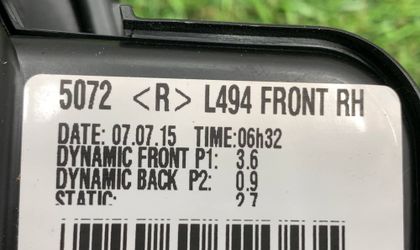 5072 <R> L494 FRONT RH
DATE: 07.07.15 TIME:06h32
DYNAMIC FRONT P1: 3.6
DYNAMIC BACK P2: 0.9
STATIC: 2.7